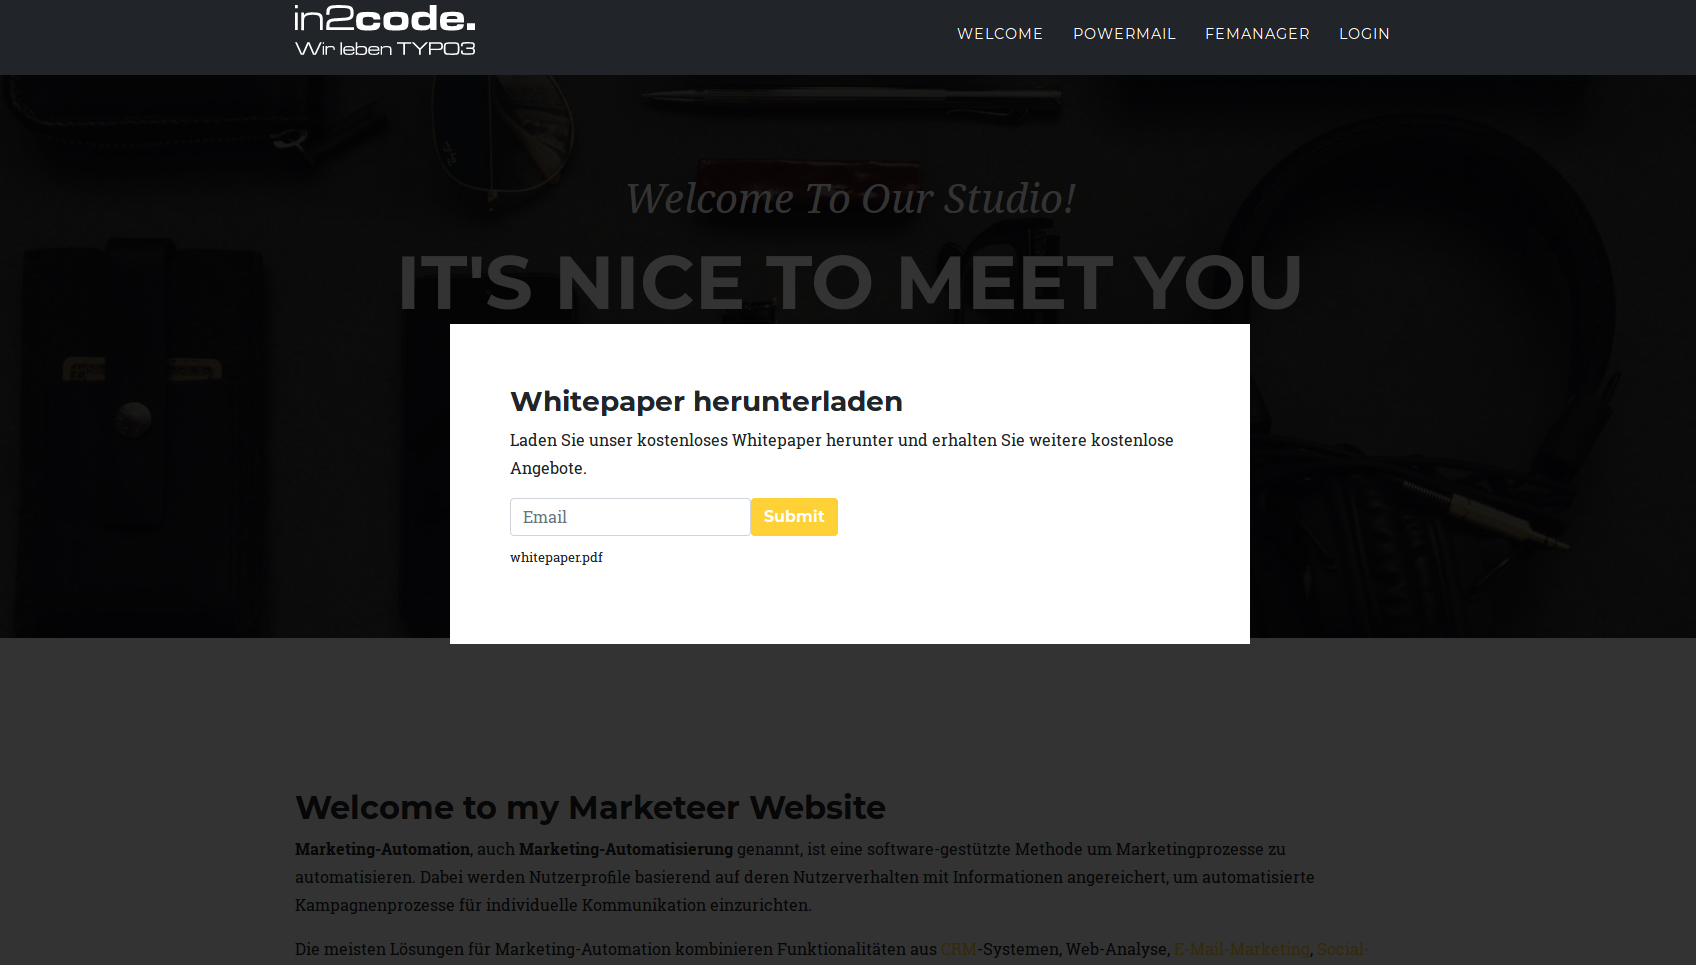 in2code.
Wir leben TYPO3
WELCOME POWERMAIL FEMANAGER LOGIN
Welcome To Our Studio!
IT'S NICE TO MEET YOU
Whitepaper herunterladen
Laden Sie unser kostenloses Whitepaper herunter und erhalten Sie weitere kostenlose
Angebote.
Email Submit
whitepaper.pdf
Welcome to my Marketeer Website
Marketing-Automation, auch Marketing-Automatisierung genannt, ist eine software-gestützte Methode um Marketingprozesse zu
automatisieren. Dabei werden Nutzerprofile basierend auf deren Nutzerverhalten mit Informationen angereichert, um automatisierte
Kampagnenprozesse für individuelle Kommunikation einzurichten.
Die meisten Lösungen für Marketing-Automation kombinieren Funktionalitäten aus CRM-Systemen, Web-Analyse, E-Mail-Marketing, Social-